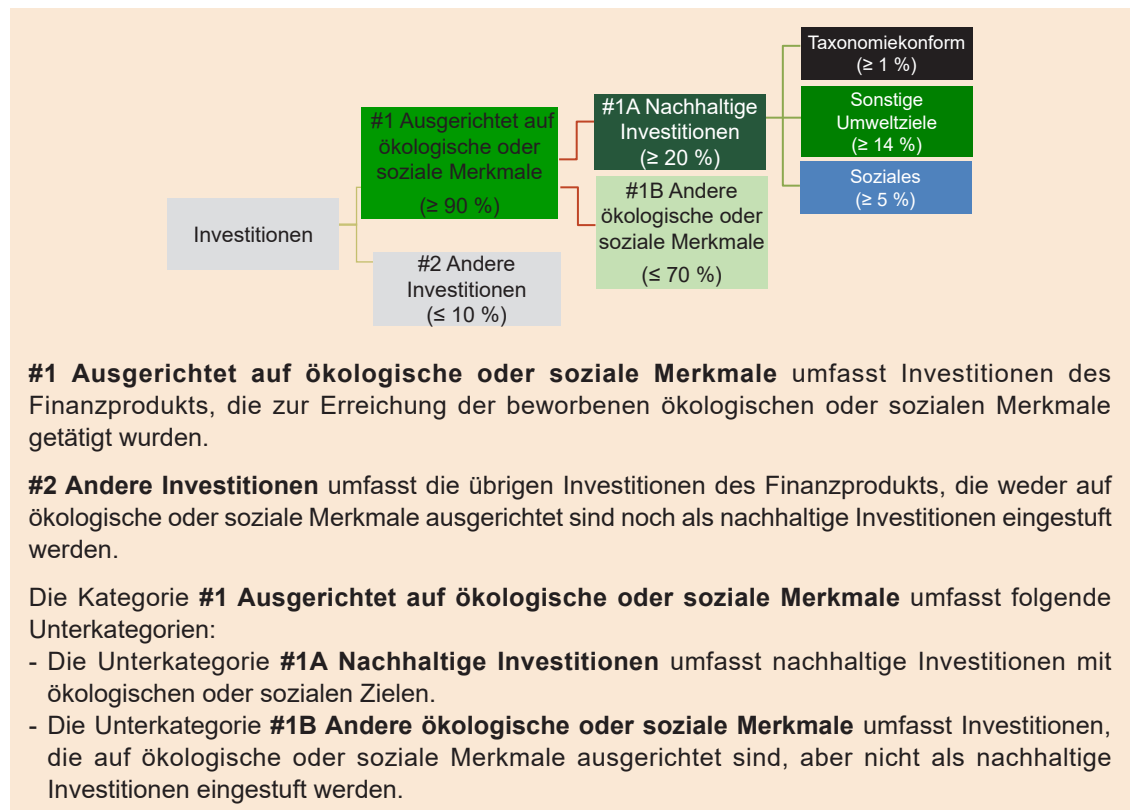 Investitionen
#1 Ausgerichtet auf
ökologische oder
soziale Merkmale
(≥ 90 %)
#2 Andere
Investitionen
(≤ 10 %)
#1A Nachhaltige
Investitionen
(≥ 20 %)
#1B Andere
ökologische oder
soziale Merkmale
(≤ 70 %)
Taxonomiekonform
(≥ 1 %)
Sonstige
Umweltziele
(≥ 14 %)
Soziales
(≥ 5 %)
#1 Ausgerichtet auf ökologische oder soziale Merkmale umfasst Investitionen des
Finanzprodukts, die zur Erreichung der beworbenen ökologischen oder sozialen Merkmale
getätigt wurden.
#2 Andere Investitionen umfasst die übrigen Investitionen des Finanzprodukts, die weder auf
ökologische oder soziale Merkmale ausgerichtet sind noch als nachhaltige Investitionen eingestuft
werden.
Die Kategorie #1 Ausgerichtet auf ökologische oder soziale Merkmale umfasst folgende
Unterkategorien:
- Die Unterkategorie #1A Nachhaltige Investitionen umfasst nachhaltige Investitionen mit
ökologischen oder sozialen Zielen.
- Die Unterkategorie #1B Andere ökologische oder soziale Merkmale umfasst Investitionen,
die auf ökologische oder soziale Merkmale ausgerichtet sind, aber nicht als nachhaltige
Investitionen eingestuft werden.